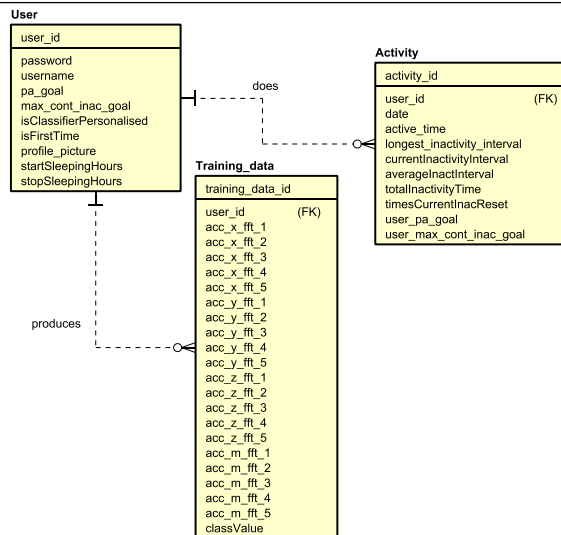 User
user_id
password
username
pa_goal
max_cont_inac_goal
isClassifierPersonalised
isFirstTime
profile_picture
startSleepingHours
stopSleepingHours
does
Activity
activity_id
user_id (FK)
date
active_time
longest_inactivity_interval
currentInactivityInterval
averageInactInterval
totalInactivityTime
timesCurrentInacReset
user_pa_goal
user_max_cont_inac_goal
produces
Training_data
training_data_id
user_id (FK)
acc_x_fft_1
acc_x_fft_2
acc_x_fft_3
acc_x_fft_4
acc_x_fft_5
acc_y_fft_1
acc_y_fft_2
acc_y_fft_3
acc_y_fft_4
acc_y_fft_5
acc_z_fft_1
acc_z_fft_2
acc_z_fft_3
acc_z_fft_4
acc_z_fft_5
acc_m_fft_1
acc_m_fft_2
acc_m_fft_3
acc_m_fft_4
acc_m_fft_5
classValue